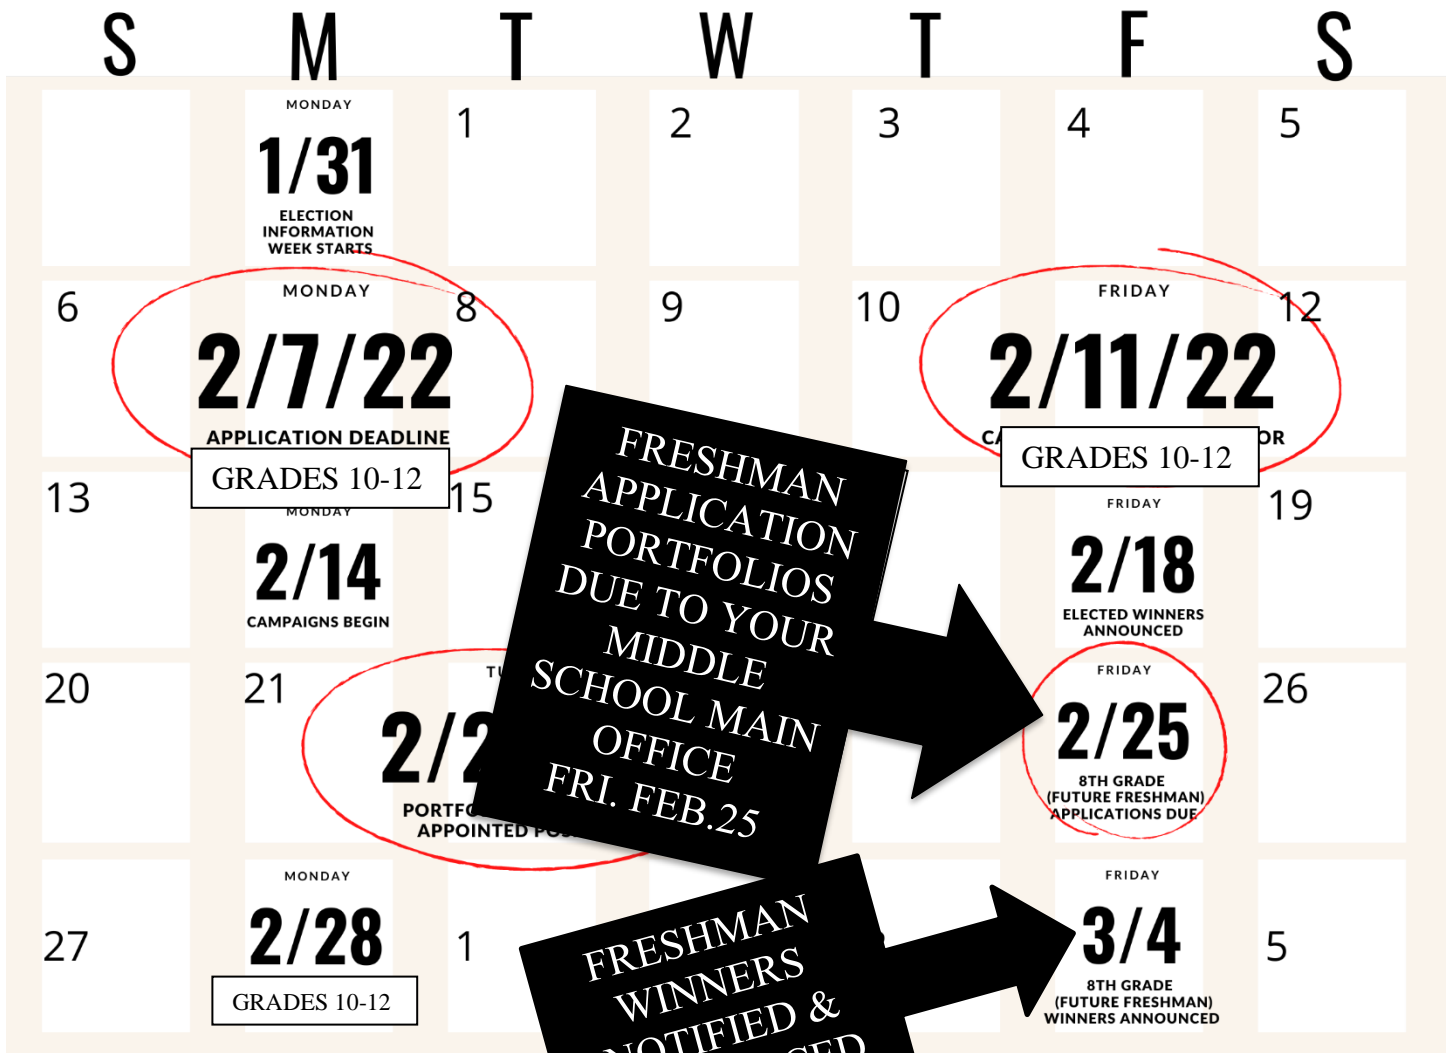 S M T W T F S
MONDAY
1/31
ELECTION
INFORMATION
WEEK STARTS
1
2
3
4
5
6
MONDAY
2/7/22
APPLICATION DEADLINE
GRADES 10-12
8
9
10
FRIDAY
2/11/22
GRADES 10-12
12
13
MONDAY
2/14
CAMPAIGNS BEGIN
15
FRESHMAN
APPLICATION
PORTFOLIOS
DUE TO YOUR
MIDDLE
SCHOOL MAIN
OFFICE
FRI. FEB.25
FRIDAY
2/18
ELECTED WINNERS
ANNOUNCED
19
20
21
APPOINTED
FRIDAY
2/25
8TH GRADE
(FUTURE FRESHMAN)
APPLICATIONS DUE
26
27
MONDAY
2/28
GRADES 10-12
1
FRESHMAN
WINNERS
NOTIFIED &
FRIDAY
3/4
8TH GRADE
(FUTURE FRESHMAN)
WINNERS ANNOUNCED
5